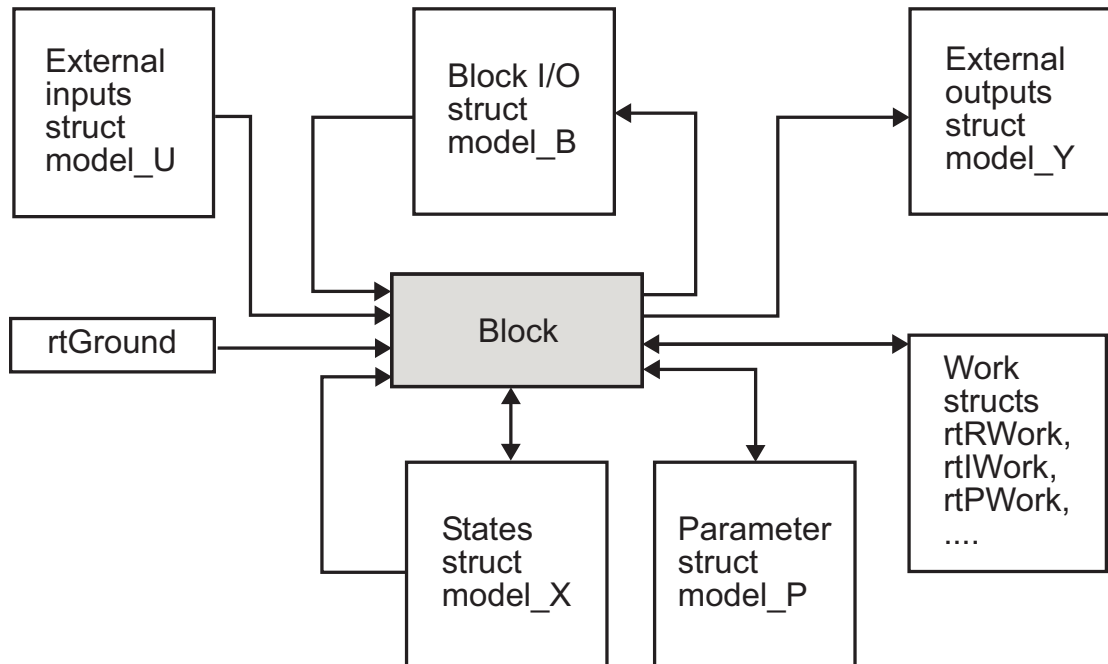 External
inputs
struct
model_U
Block I/O
struct
model_B
External
outputs
struct
model_Y
rtGround
Block
Work
structs
rtRWork,
rtIWork,
rtPWork,
....
States
struct
model_X
Parameter
struct
model_P